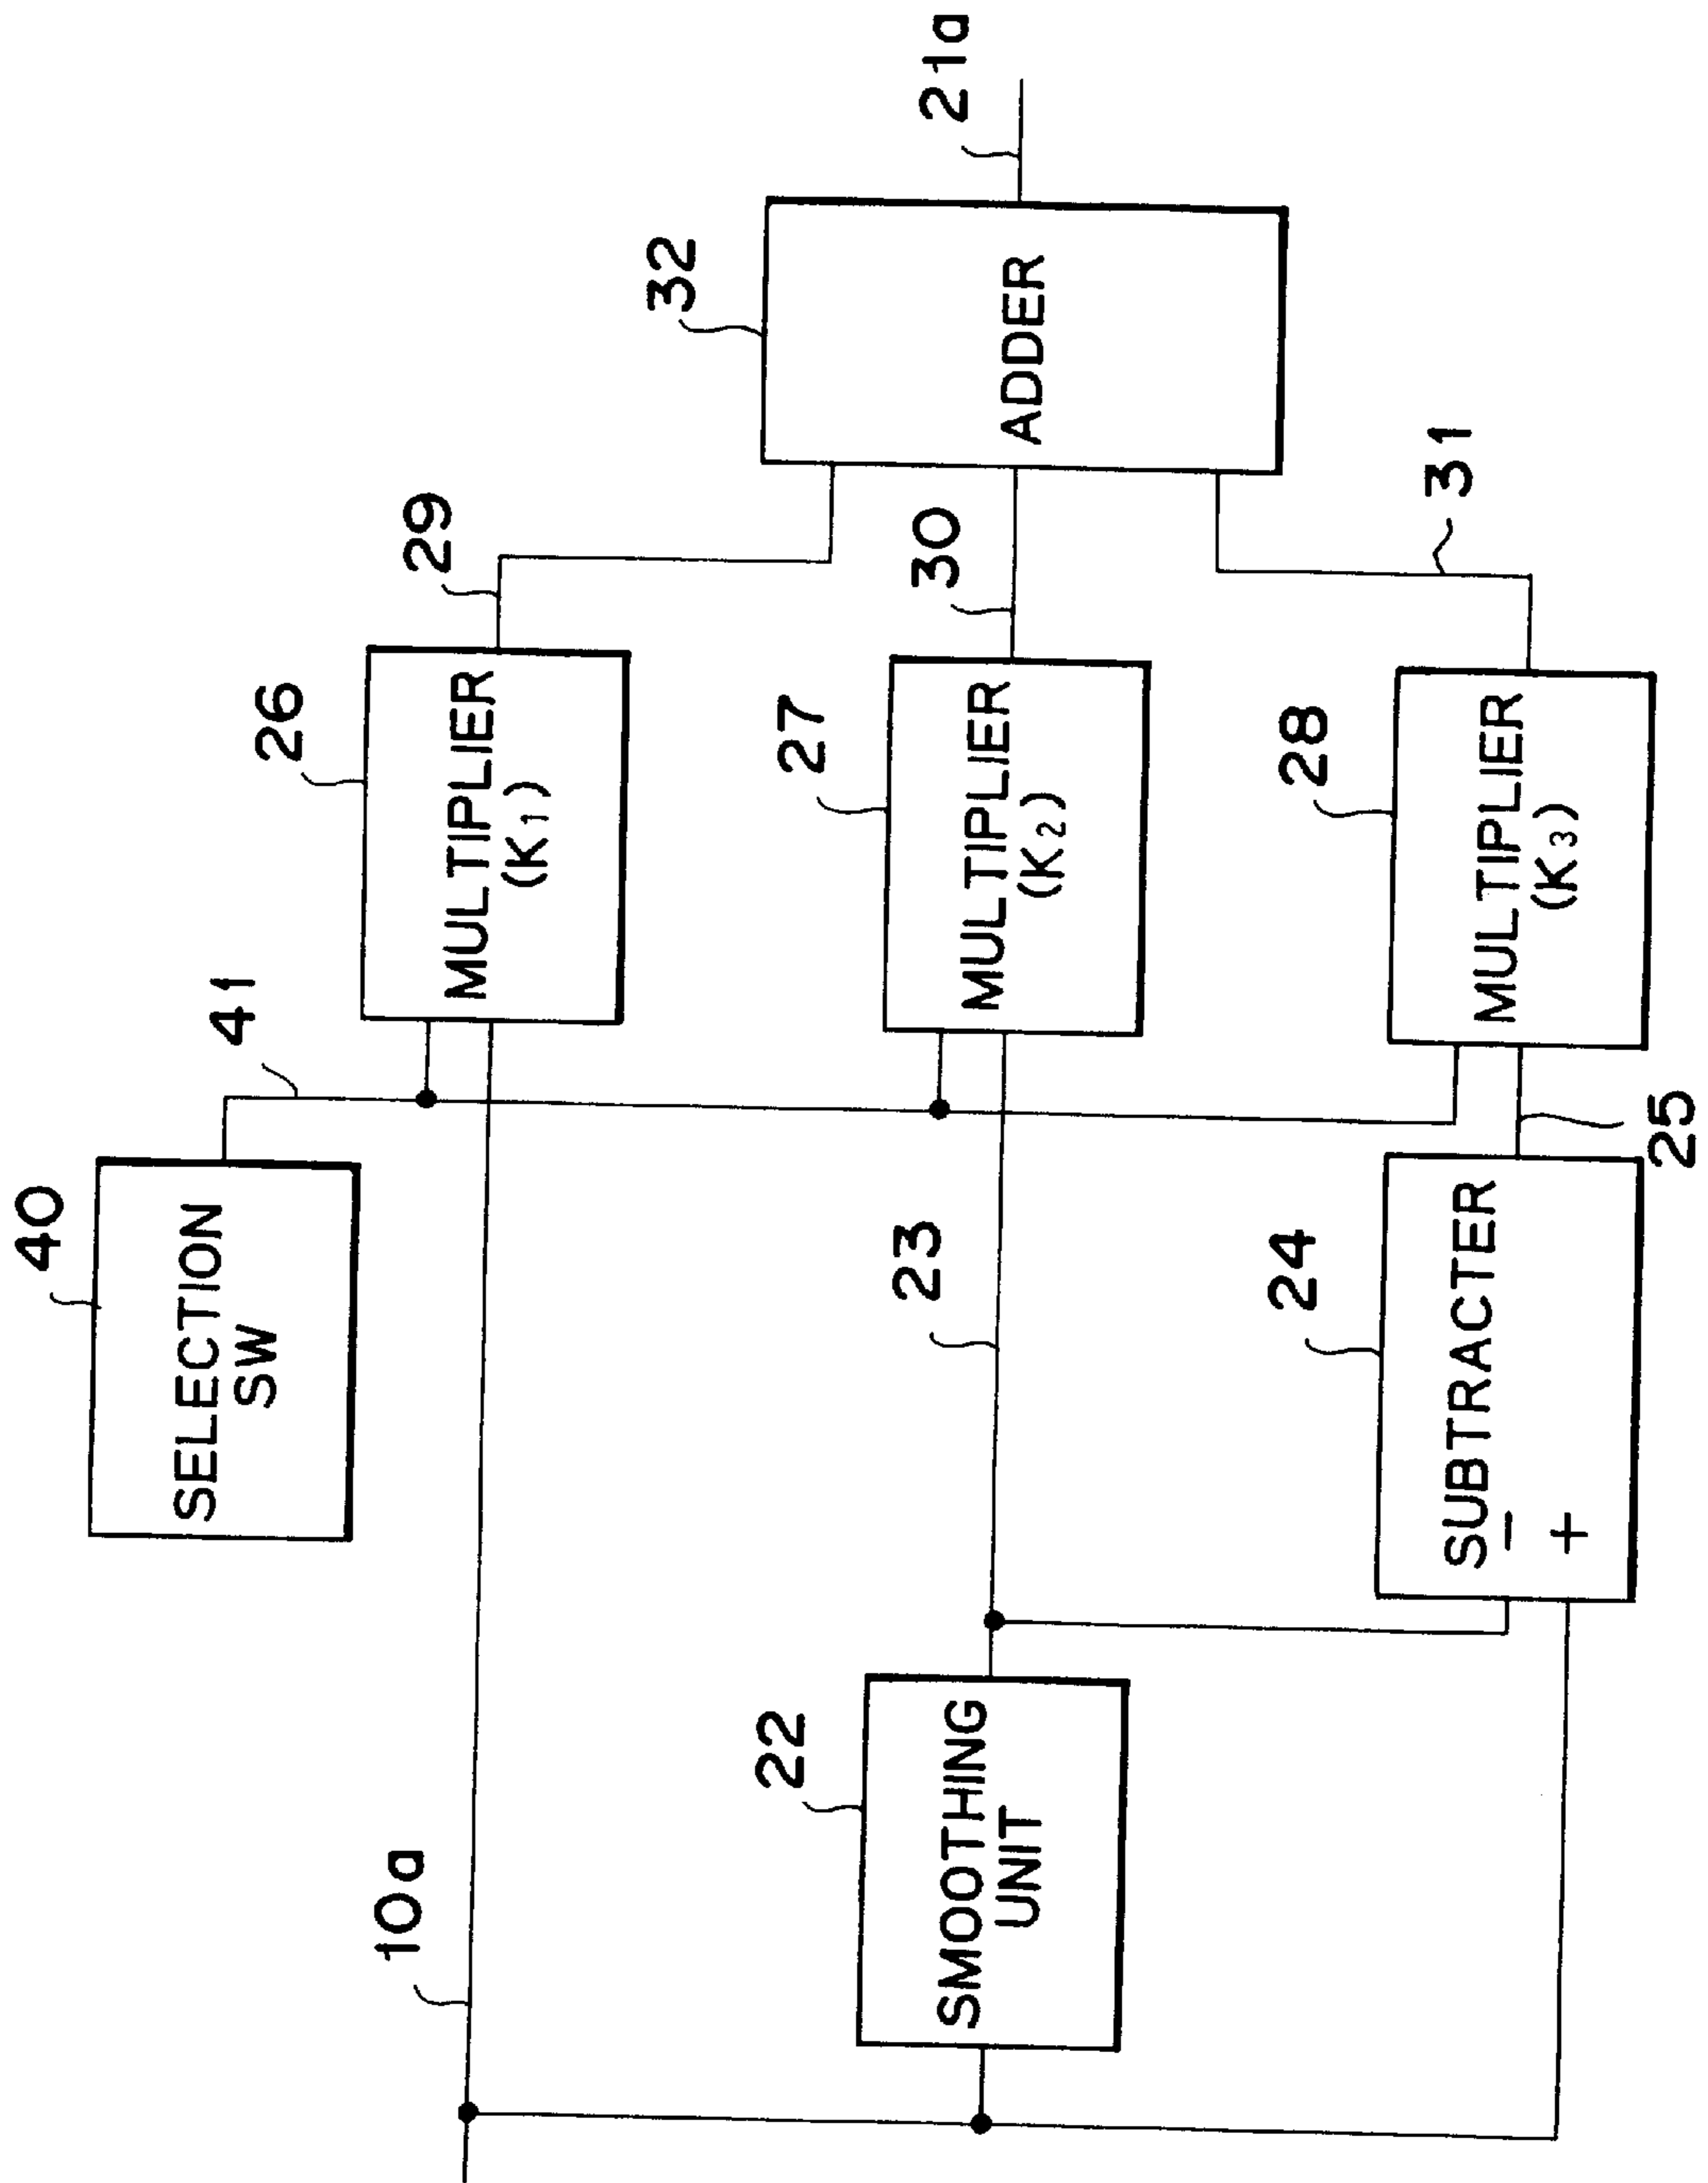 40
SELECTION
SW
41
10a
26
MULTIPLIER
(K1)
29
32
ADDER
21a
22
SMOOTHING
UNIT
23
27
MULTIPLIER
(K2)
30
24
SUBTRACTER
−
+
25
28
MULTIPLIER
(K3)
31